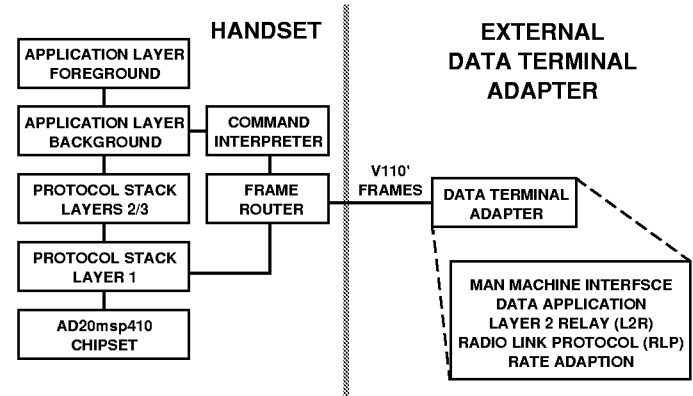 HANDSET
EXTERNAL
DATA TERMINAL
ADAPTER
APPLICATION LAYER
FOREGROUND
APPLICATION LAYER
BACKGROUND
COMMAND
INTERPRETER
PROTOCOL STACK
LAYERS 2/3
FRAME
ROUTER
V110'
FRAMES
DATA TERMINAL
ADAPTER
PROTOCOL STACK
LAYER 1
AD20msp410
CHIPSET
MAN MACHINE INTERFSCE
DATA APPLICATION
LAYER 2 RELAY (L2R)
RADIO LINK PROTOCOL (RLP)
RATE ADAPTION